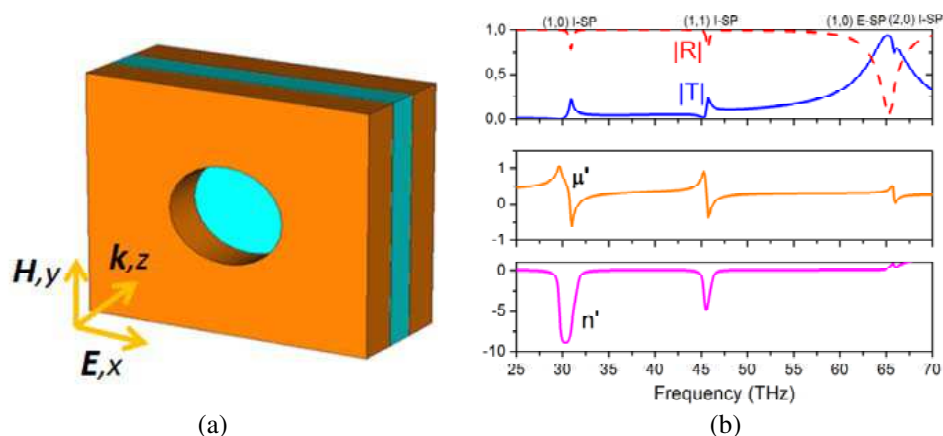 H,y
k,z
E,x
(a)
(b)
(1,0) I-SP
(1,1) I-SP
(1,0) E-SP (2,0) I-SP
1,0
0,5
0,0
|R|
|T|
1
0
-1
μ'
0
-5
-10
n'
25 30 35 40 45 50 55 60 65 70
Frequency (THz)